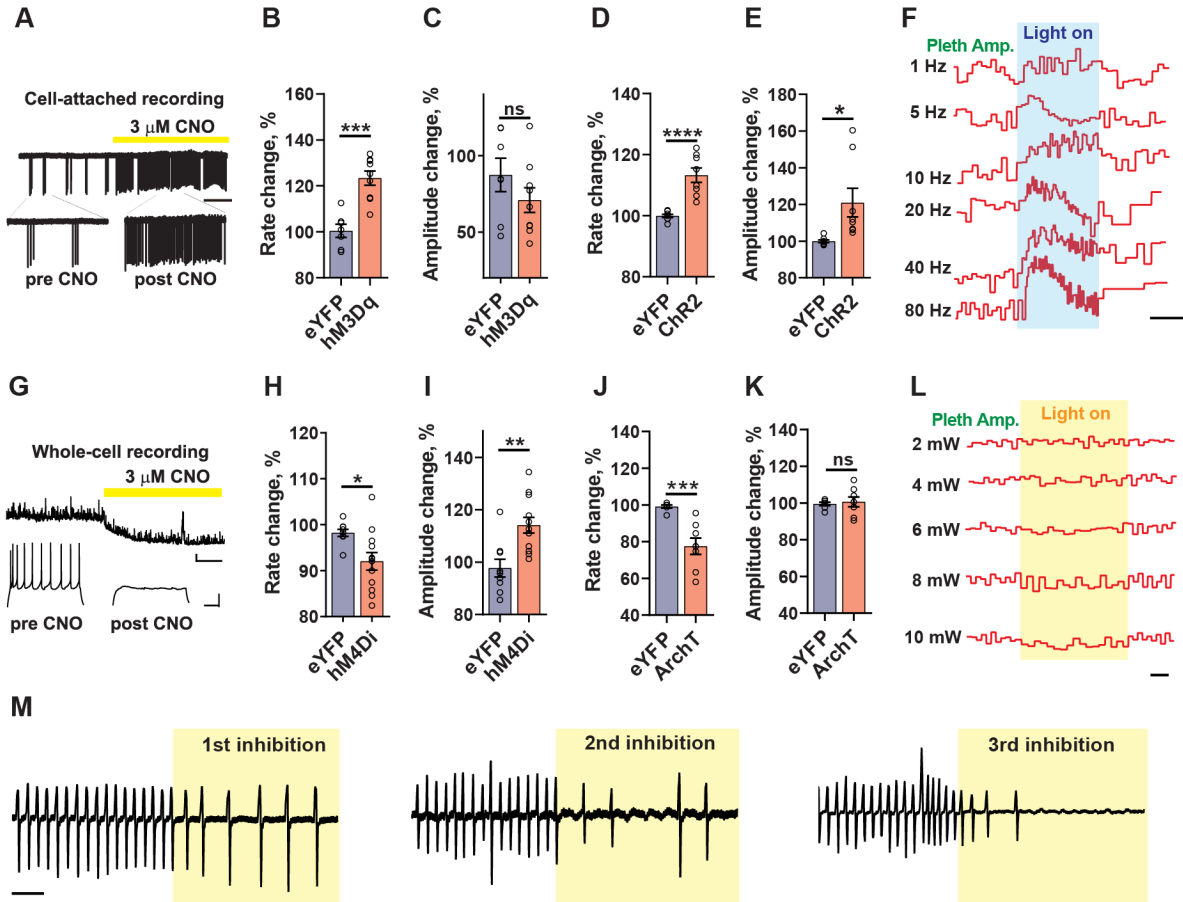 A
Cell-attached recording
3 μM CNO
pre CNO
post CNO
B
Rate change, %
160
140
120
100
80
***
eYFP
hM3Dq
C
Amplitude change, %
100
50
ns
eYFP
hM3Dq
D
Rate change, %
140
120
100
80
****
eYFP
ChR2
E
Amplitude change, %
180
160
140
120
100
80
*
eYFP
ChR2
F
Pleth Amp.
Light on
1 Hz
5 Hz
10 Hz
20 Hz
40 Hz
80 Hz
G
Whole-cell recording
3 μM CNO
pre CNO
post CNO
H
Rate change, %
120
110
100
90
80
*
eYFP
hM4Di
I
Amplitude change, %
140
120
100
80
**
eYFP
hM4Di
J
Rate change, %
140
120
100
80
60
40
***
eYFP
ArchT
K
Amplitude change, %
140
120
100
80
60
40
ns
eYFP
ArchT
L
Pleth Amp.
Light on
2 mW
4 mW
6 mW
8 mW
10 mW
M
1st inhibition
2nd inhibition
3rd inhibition